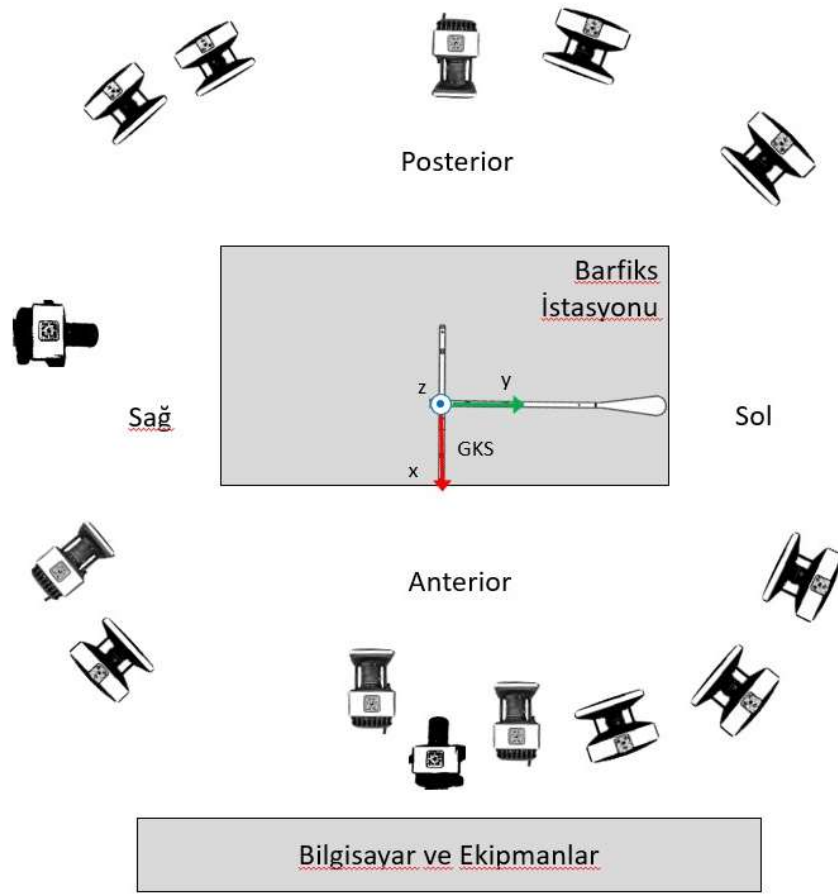 Posterior
Barfiks
İstasyonu
z
y
Sağ
Sol
GKS
x
Anterior
Bilgisayar ve Ekipmanlar